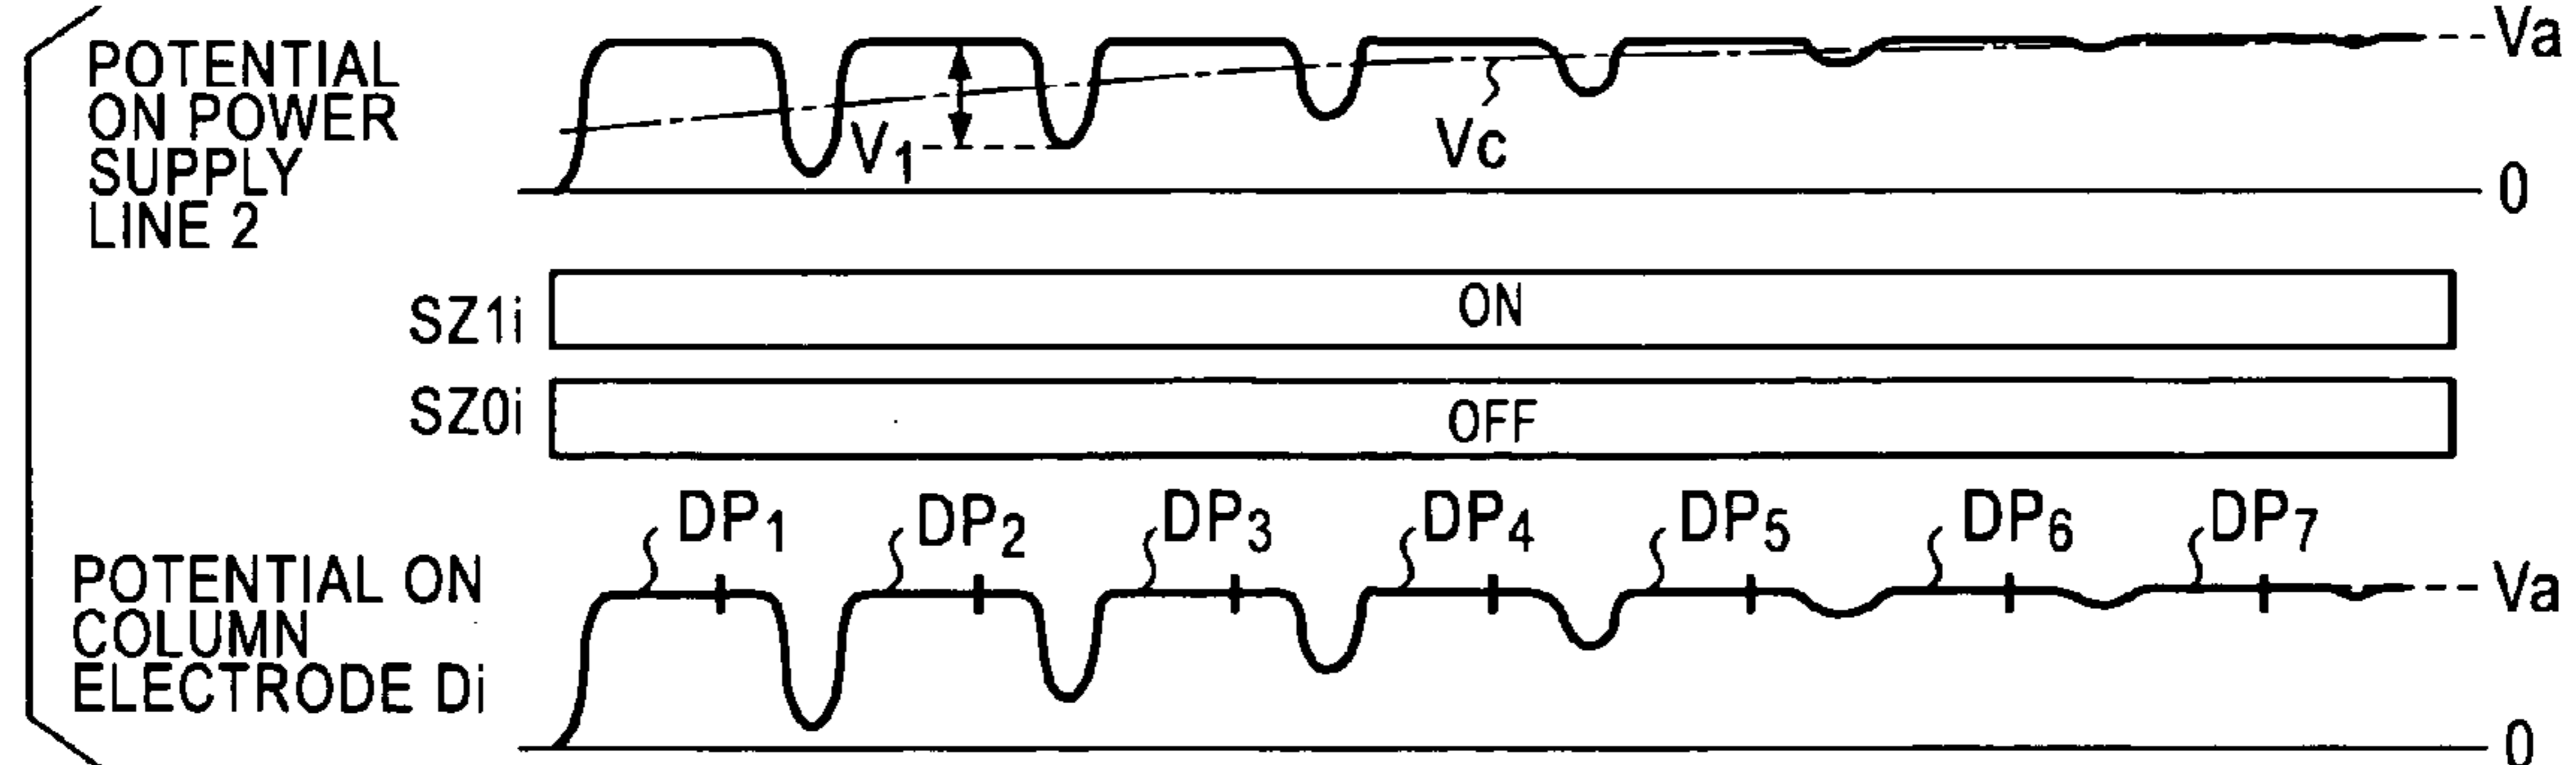 POTENTIAL
ON POWER
SUPPLY
LINE 2
Va
V1
Vc
0
SZ1i
ON
SZ0i
OFF
DP1 DP2 DP3 DP4 DP5 DP6 DP7
POTENTIAL ON
COLUMN
ELECTRODE Di
Va
0